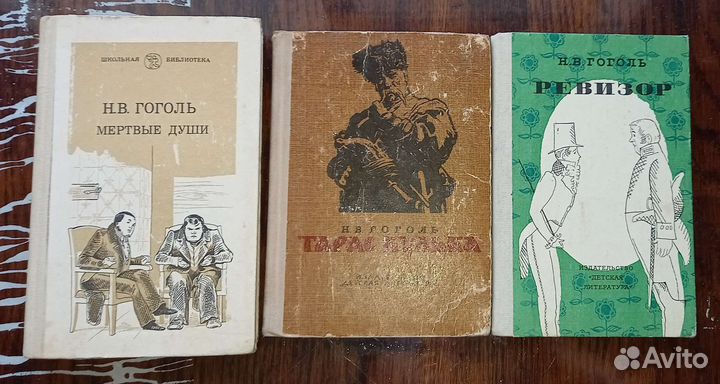 ШКОЛЬНАЯ БИБЛИОТЕКА
Н.В. ГОГОЛЬ
МЕРТВЫЕ ДУШИ
Н.В. ГОГОЛЬ
ТАРАС БУЛЬБА
Н.В. ГОГОЛЬ
РЕВИЗОР
ИЗДАТЕЛЬСТВО
"ДЕТСКАЯ
ЛИТЕРАТУРА"
Avito